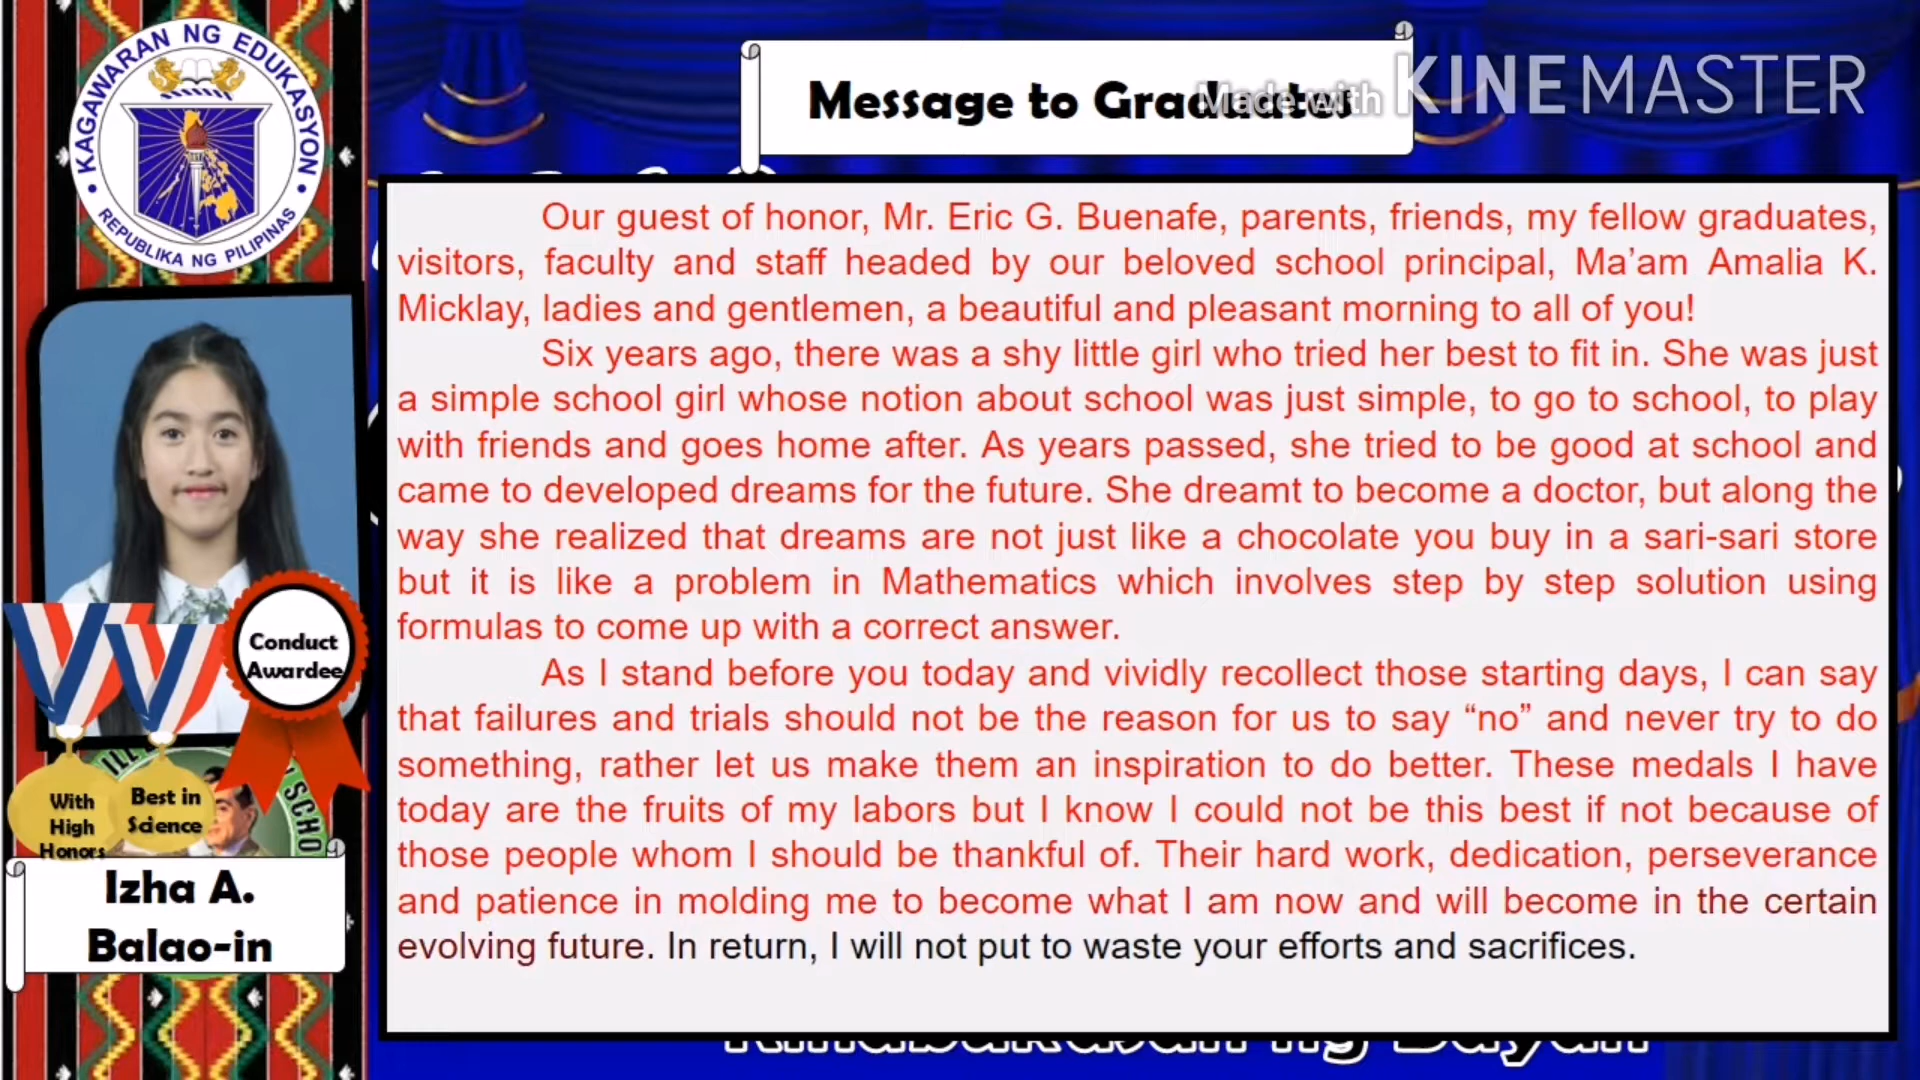 KAGAWARAN NG EDUKASYON
REPUBLIKA NG PILIPINAS
Message to Graduates
Made with KINEMASTER
Our guest of honor, Mr. Eric G. Buenafe, parents, friends, my fellow graduates,
visitors, faculty and staff headed by our beloved school principal, Ma’am Amalia K.
Micklay, ladies and gentlemen, a beautiful and pleasant morning to all of you!
Six years ago, there was a shy little girl who tried her best to fit in. She was just
a simple school girl whose notion about school was just simple, to go to school, to play
with friends and goes home after. As years passed, she tried to be good at school and
came to developed dreams for the future. She dreamt to become a doctor, but along the
way she realized that dreams are not just like a chocolate you buy in a sari-sari store
but it is like a problem in Mathematics which involves step by step solution using
formulas to come up with a correct answer.
As I stand before you today and vividly recollect those starting days, I can say
that failures and trials should not be the reason for us to say “no” and never try to do
something, rather let us make them an inspiration to do better. These medals I have
today are the fruits of my labors but I know I could not be this best if not because of
those people whom I should be thankful of. Their hard work, dedication, perseverance
and patience in molding me to become what I am now and will become in the certain
evolving future. In return, I will not put to waste your efforts and sacrifices.
Conduct
Awardee
With
High
Honors
Best in
Science
Izha A.
Balao-in
ng Bayan